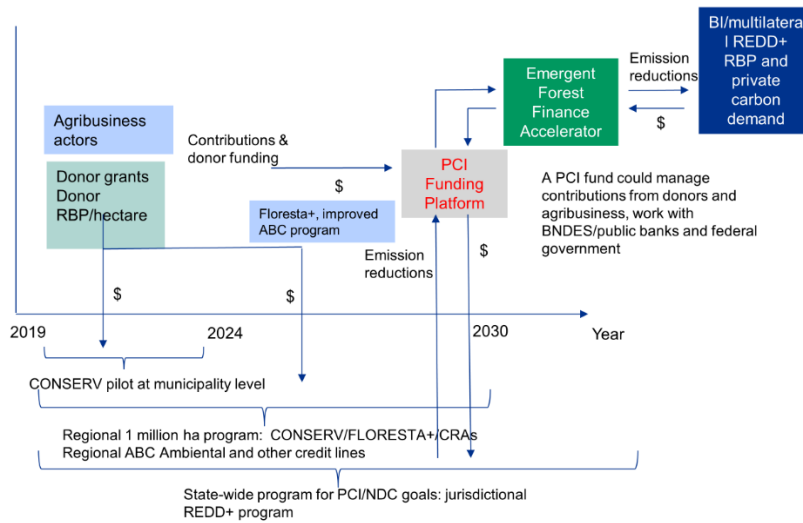 BI/multilatera
l REDD+
RBP and
private
carbon
demand
Emission
reductions
$
Emergent
Forest
Finance
Accelerator
Agribusiness
actors
Contributions &
donor funding
$
Donor grants
Donor
RBP/hectare
PCI
Funding
Platform
A PCI fund could manage
contributions from donors and
agribusiness, work with
BNDES/public banks and federal
government
Floresta+, improved
ABC program
Emission
reductions
$
$
$
2019
2024
2030
Year
CONSERV pilot at municipality level
Regional 1 million ha program: CONSERV/FLORESTA+/CRAs
Regional ABC Ambiental and other credit lines
State-wide program for PCI/NDC goals: jurisdictional
REDD+ program